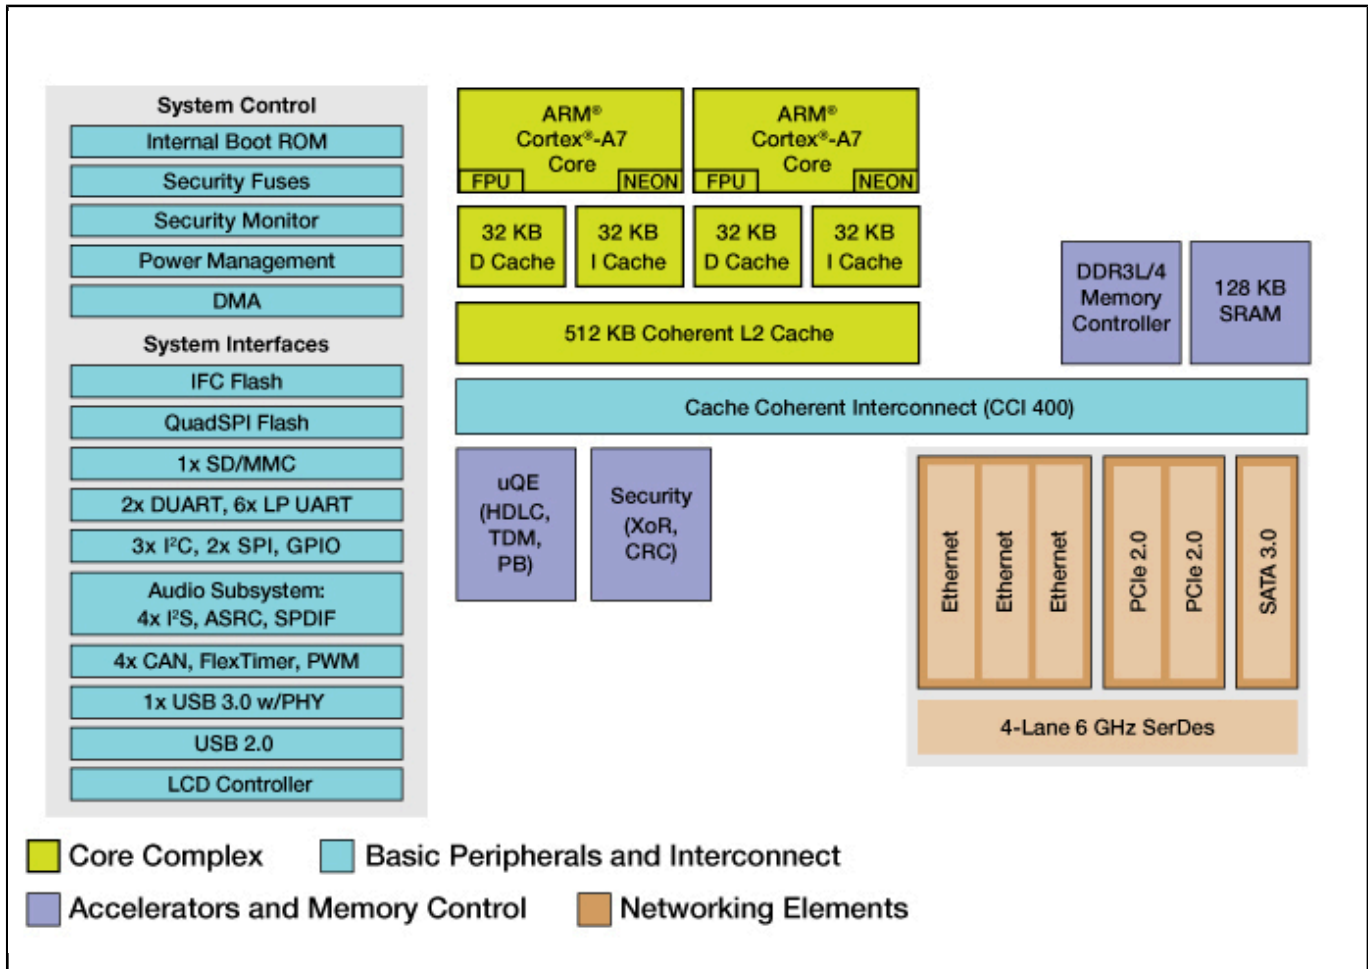 System Control
Internal Boot ROM
Security Fuses
Security Monitor
Power Management
DMA
System Interfaces
IFC Flash
QuadSPI Flash
1x SD/MMC
2x DUART, 6x LP UART
3x I²C, 2x SPI, GPIO
Audio Subsystem:
4x I²S, ASRC, SPDIF
4x CAN, FlexTimer, PWM
1x USB 3.0 w/PHY
USB 2.0
LCD Controller
ARM®
Cortex®-A7
Core
FPU
NEON
ARM®
Cortex®-A7
Core
FPU
NEON
32 KB
D Cache
32 KB
I Cache
32 KB
D Cache
32 KB
I Cache
512 KB Coherent L2 Cache
DDR3L/4
Memory
Controller
128 KB
SRAM
Cache Coherent Interconnect (CCI 400)
uQE
(HDLC,
TDM,
PB)
Security
(XoR,
CRC)
Ethernet
Ethernet
Ethernet
PCIe 2.0
PCIe 2.0
SATA 3.0
4-Lane 6 GHz SerDes
Core Complex
Basic Peripherals and Interconnect
Accelerators and Memory Control
Networking Elements